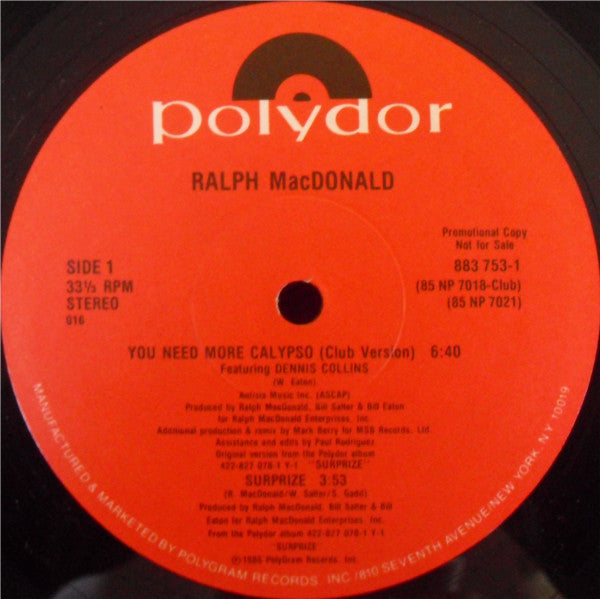 polydor
RALPH MacDONALD
Promotional Copy
Not for Sale
SIDE 1
883 753-1
33⅓ RPM
(85 NP 7018-Club)
STEREO
(85 NP 7021)
016
YOU NEED MORE CALYPSO (Club Version) 6:40
Featuring DENNIS COLLINS
(W. Eaton)
Antisia Music Inc. (ASCAP)
Produced by Ralph MacDonald, Bill Salter & Bill Eaton
for Ralph MacDonald Enterprises, Inc.
Additional production & remix by Mark Berry for MSB Records, Ltd.
Assistance and edits by Paul Rodriguez
Original version from the Polydor album
422-827 078-1 Y-1 "SURPRIZE"
SURPRIZE 3:53
(R. MacDonald/W. Salter/S. Gadd)
Produced by Ralph MacDonald, Bill Salter & Bill
Eaton for Ralph MacDonald Enterprises, Inc.
From the Polydor album 422-827 078-1 Y-1
"SURPRIZE"
℗1985 PolyGram Records, Inc.
MANUFACTURED & MARKETED BY POLYGRAM RECORDS, INC./810 SEVENTH AVENUE/NEW YORK, NY 10019